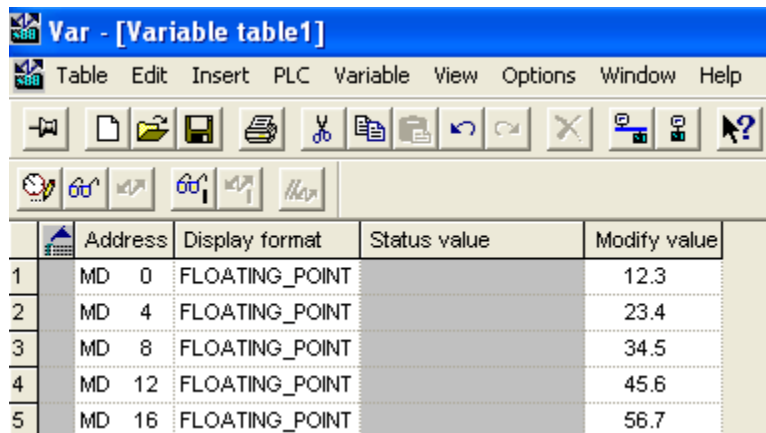 Var - [Variable table1]
Table Edit Insert PLC Variable View Options Window Help
Address Display format Status value Modify value
1 MD 0 FLOATING_POINT 12.3
2 MD 4 FLOATING_POINT 23.4
3 MD 8 FLOATING_POINT 34.5
4 MD 12 FLOATING_POINT 45.6
5 MD 16 FLOATING_POINT 56.7